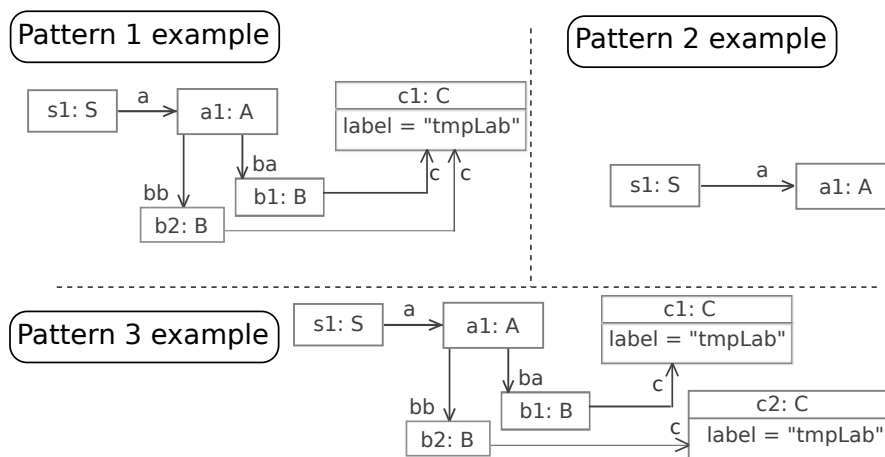 Pattern 1 example
s1: S
a
a1: A
c1: C
label = "tmpLab"
bb
ba
b1: B
b2: B
c
c
Pattern 2 example
s1: S
a
a1: A
Pattern 3 example
s1: S
a
a1: A
c1: C
label = "tmpLab"
bb
ba
b1: B
b2: B
c
c
c2: C
label = "tmpLab"